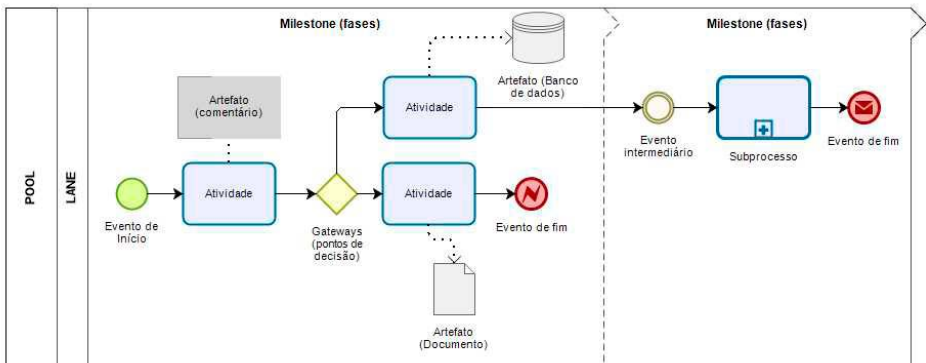 POOL
LANE
Milestone (fases)
Milestone (fases)
Artefato
(comentário)
Atividade
Artefato (Banco
de dados)
Evento
intermediário
Subprocesso
Evento de fim
Evento de
Início
Atividade
Gateways
(pontos de
decisão)
Atividade
Evento de fim
Artefato
(Documento)